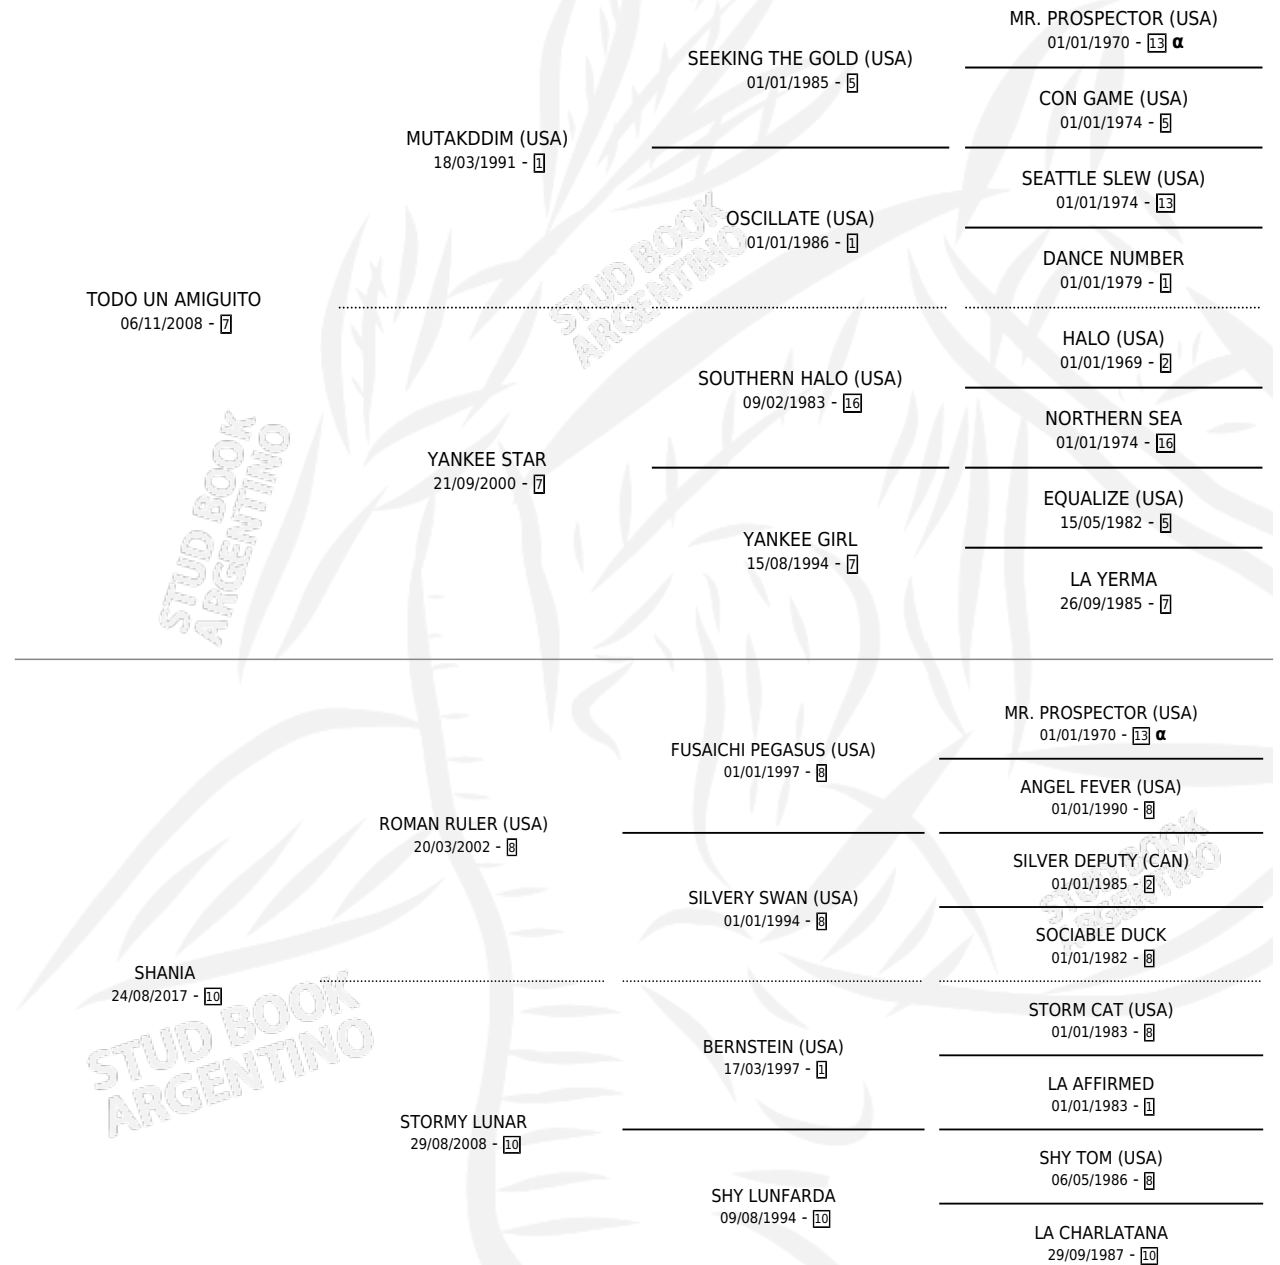 MR. PROSPECTOR (USA)
01/01/1970 - 13 α
SEEKING THE GOLD (USA)
01/01/1985 - 5
CON GAME (USA)
01/01/1974 - 5
MUTAKDDIM (USA)
18/03/1991 - 1
SEATTLE SLEW (USA)
01/01/1974 - 13
OSCILLATE (USA)
01/01/1986 - 1
DANCE NUMBER
01/01/1979 - 1
STUD BOOK
ARGENTINO
TODO UN AMIGUITO
06/11/2008 - 7
HALO (USA)
01/01/1969 - 2
SOUTHERN HALO (USA)
09/02/1983 - 16
NORTHERN SEA
01/01/1974 - 16
YANKEE STAR
21/09/2000 - 7
EQUALIZE (USA)
15/05/1982 - 5
YANKEE GIRL
15/08/1994 - 7
LA YERMA
26/09/1985 - 7
STUD BOOK
ARGENTINO
MR. PROSPECTOR (USA)
01/01/1970 - 13 α
FUSAICHI PEGASUS (USA)
01/01/1997 - 8
ANGEL FEVER (USA)
01/01/1990 - 8
ROMAN RULER (USA)
20/03/2002 - 8
SILVER DEPUTY (CAN)
01/01/1985 - 2
STUD BOOK
ARGENTINO
SILVERY SWAN (USA)
01/01/1994 - 8
SOCIABLE DUCK
01/01/1982 - 8
SHANIA
24/08/2017 - 10
STUD BOOK
ARGENTINO
STORM CAT (USA)
01/01/1983 - 8
BERNSTEIN (USA)
17/03/1997 - 1
LA AFFIRMED
01/01/1983 - 1
STORMY LUNAR
29/08/2008 - 10
SHY TOM (USA)
06/05/1986 - 8
SHY LUNFARDA
09/08/1994 - 10
LA CHARLATANA
29/09/1987 - 10